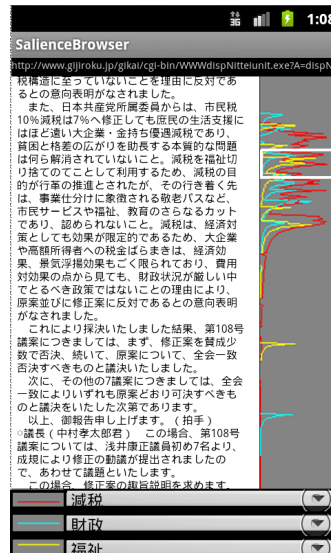 3G 1:08
SalienceBrowser
http://www.gijiroku.jp/gikai/cgi-bin/WWWdispNitteiunit.exe?A=dispN
税構造に至っていないことを理由に反対であ
るとの意向表明がなされました。
また、日本共産党所属委員からは、市民税
10％減税は7％へ修正しても庶民の生活支援に
はほど遠い大企業・金持ち優遇減税であり、
貧困と格差の広がりを助長する本質的な問題
は何ら解消されていないこと。減税を福祉切
り捨てのてことして利用するため、減税の目
的が行革の推進とされたが、その行き着く先
は、事業仕分けに象徴される敬老パスなど、
市民サービスや福祉、教育のさらなるカット
であり、認められないこと。減税は、経済対
策としても効果が限定的であるため、大企業
や高額所得者への税金ばらまきは、経済効
果、景気浮揚効果もごく限られており、費用
対効果の点から見ても、財政状況が厳しい中
でとるべき政策ではないことの理由により、
原案並びに修正案に反対であるとの意向表明
がなされました。
これにより採決いたしました結果、第108号
議案につきましては、まず、修正案を賛成少
数で否決、続いて、原案について、全会一致
否決すべきものと議決いたしました。
次に、その他の7議案につきましては、全会
一致によりいずれも原案どおり可決すべきも
のと議決をいたした次第であります。
以上、御報告申し上げます。（拍手）
○議長（中村孝太郎君） この場合、第108号
議案については、浅井康正議員初め7名より、
成規により修正の動議が提出されましたの
で、あわせて議題といたします。
この場合、修正案の趣旨説明を求めます。
減税
財政
福祉